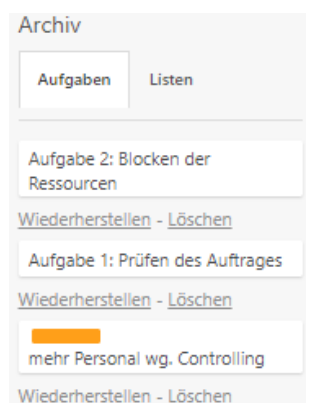 Archiv
Aufgaben Listen
Aufgabe 2: Blocken der
Ressourcen
Wiederherstellen - Löschen
Aufgabe 1: Prüfen des Auftrages
Wiederherstellen - Löschen
mehr Personal wg. Controlling
Wiederherstellen - Löschen